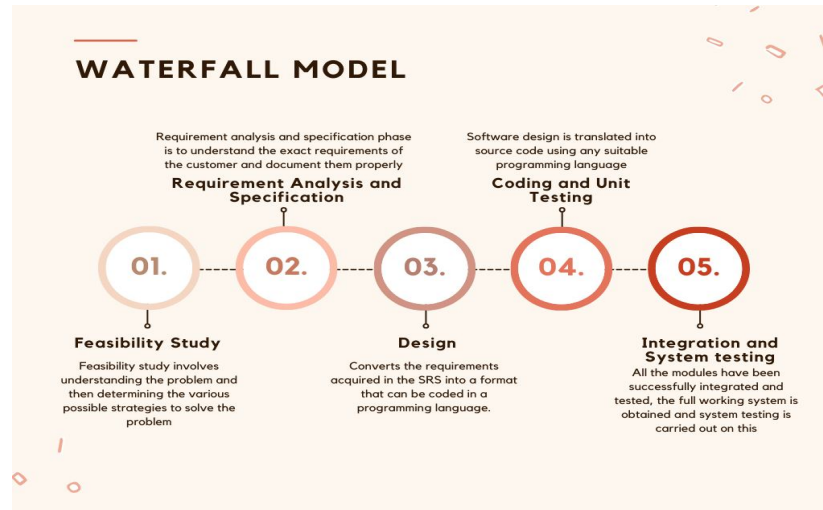 WATERFALL MODEL
Requirement analysis and specification phase
is to understand the exact requirements of
the customer and document them properly
Requirement Analysis and
Specification
Software design is translated into
source code using any suitable
programming language
Coding and Unit
Testing
01.
02.
03.
04.
05.
Feasibility Study
Feasibility study involves
understanding the problem and
then determining the various
possible strategies to solve the
problem
Design
Converts the requirements
acquired in the SRS into a format
that can be coded in a
programming language.
Integration and
System testing
All the modules have been
successfully integrated and
tested, the full working system is
obtained and system testing is
carried out on this